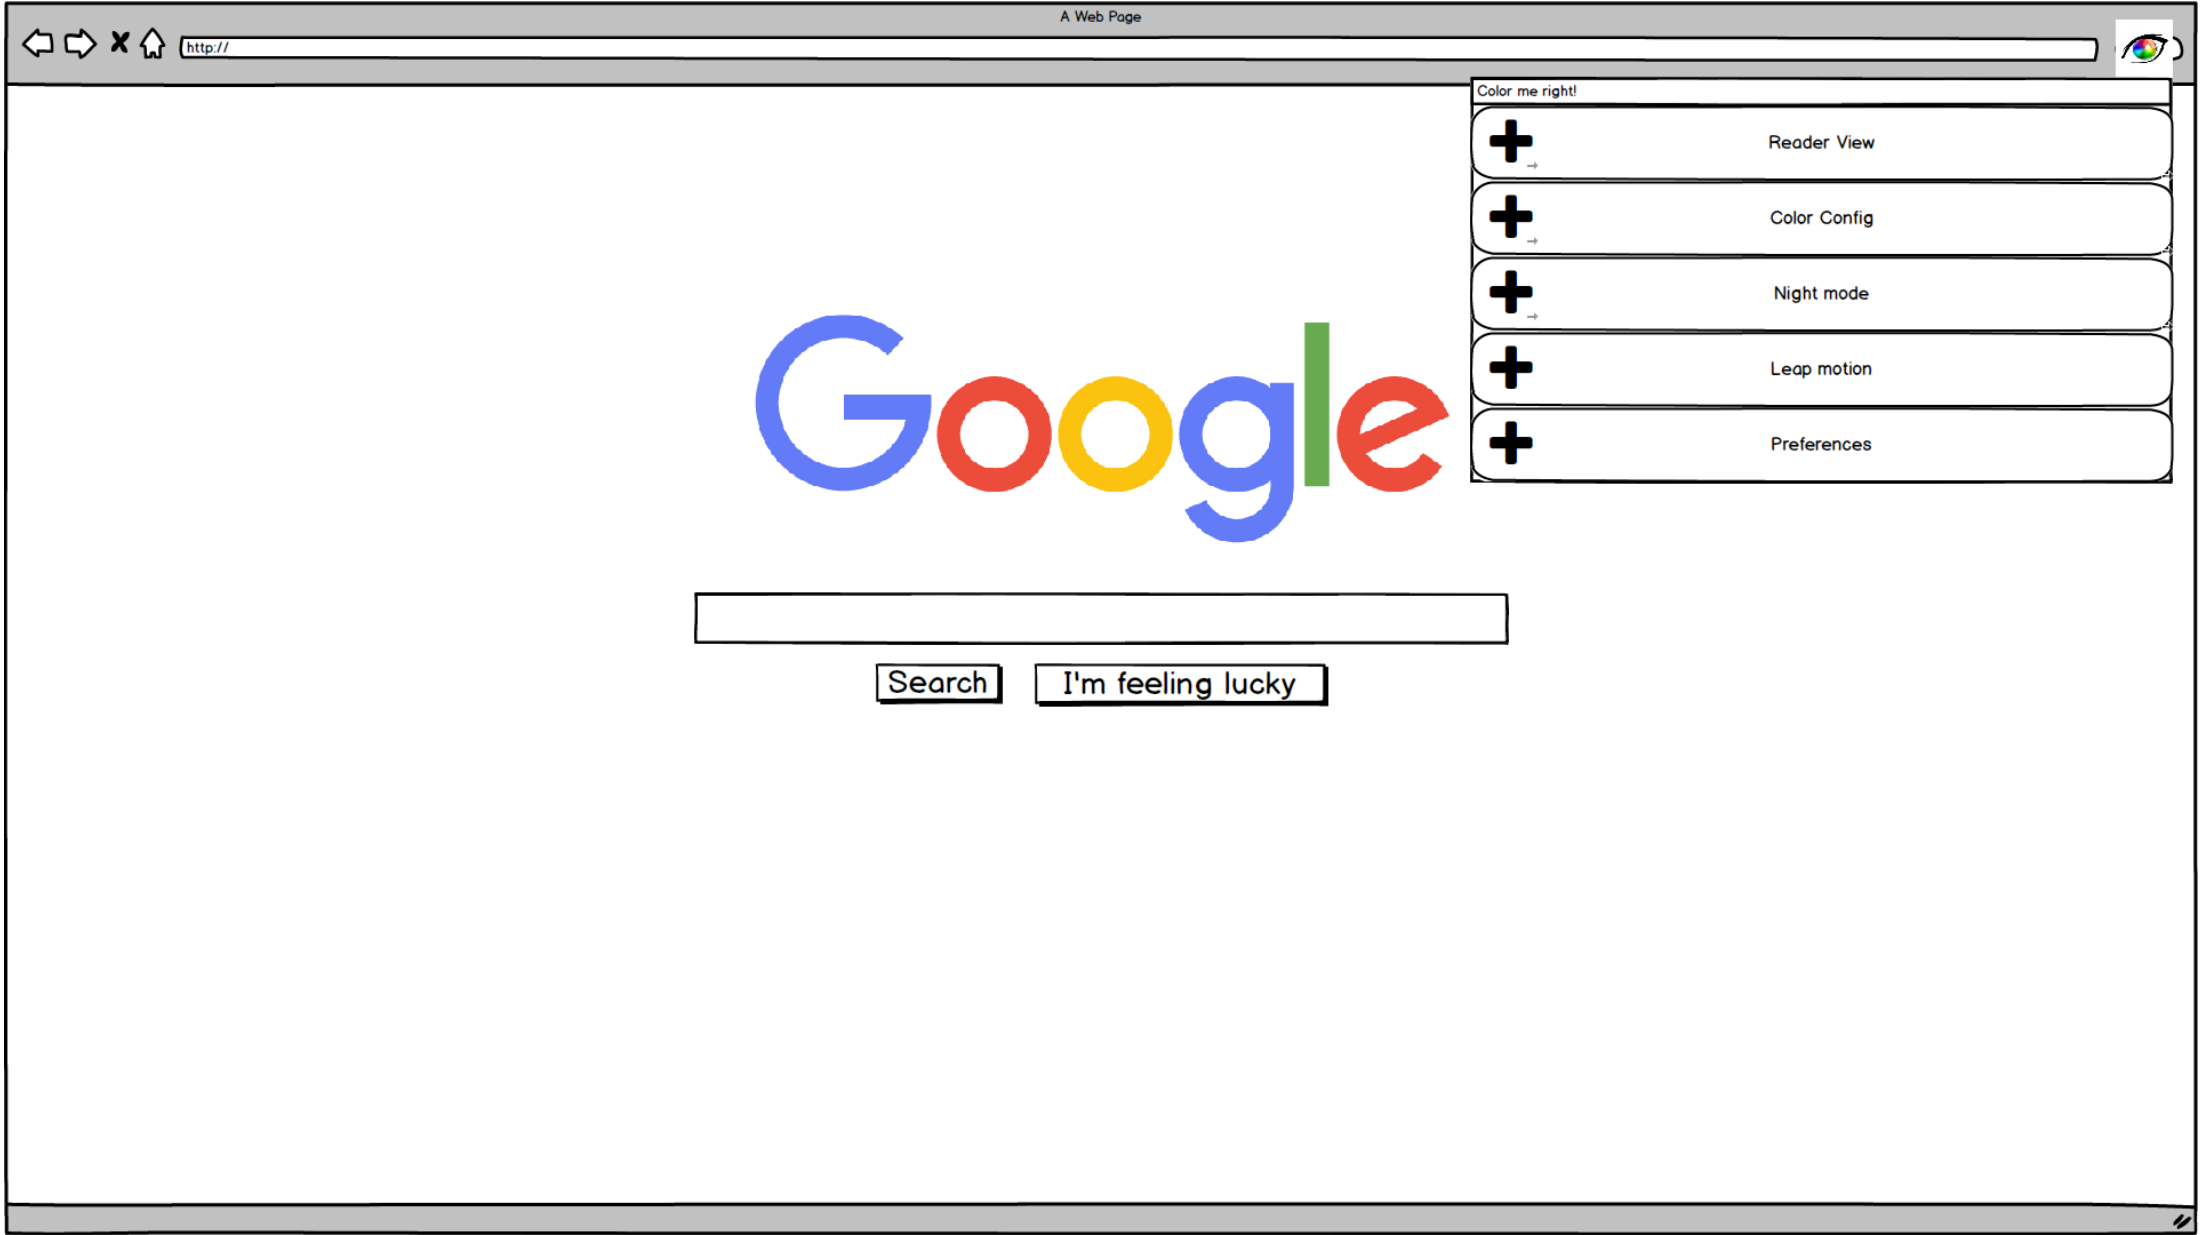 A Web Page
http://
Color me right!
Reader View
Color Config
Night mode
Leap motion
Preferences
Google
Search
I'm feeling lucky